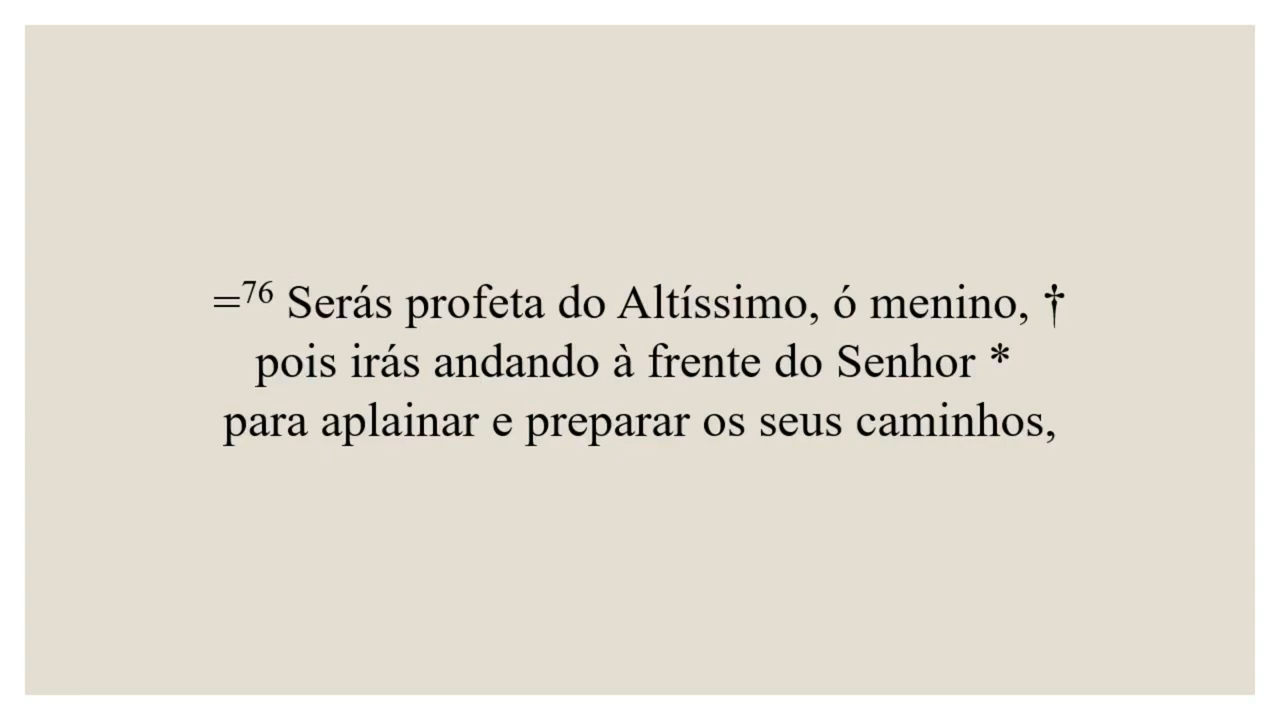 =⁷⁶ Serás profeta do Altíssimo, ó menino, †
pois irás andando à frente do Senhor *
para aplainar e preparar os seus caminhos,